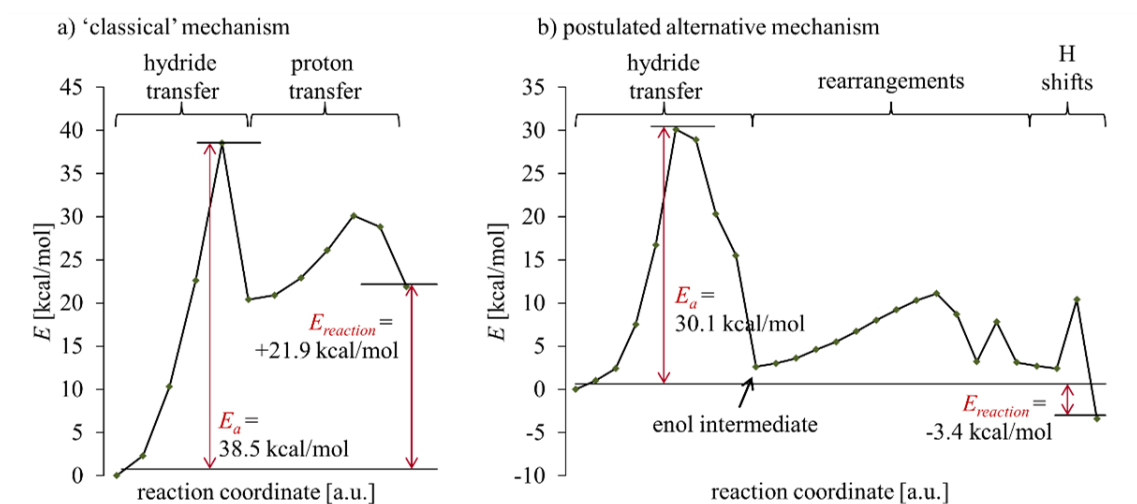 a) ‘classical’ mechanism
hydride
transfer
proton
transfer
45
40
35
30
25
20
15
10
5
0
E [kcal/mol]
Ereaction =
+21.9 kcal/mol
Ea =
38.5 kcal/mol
reaction coordinate [a.u.]
b) postulated alternative mechanism
hydride
transfer
rearrangements
H
shifts
35
30
25
20
15
10
5
0
-5
-10
E [kcal/mol]
Ea =
30.1 kcal/mol
enol intermediate
Ereaction =
-3.4 kcal/mol
reaction coordinate [a.u.]